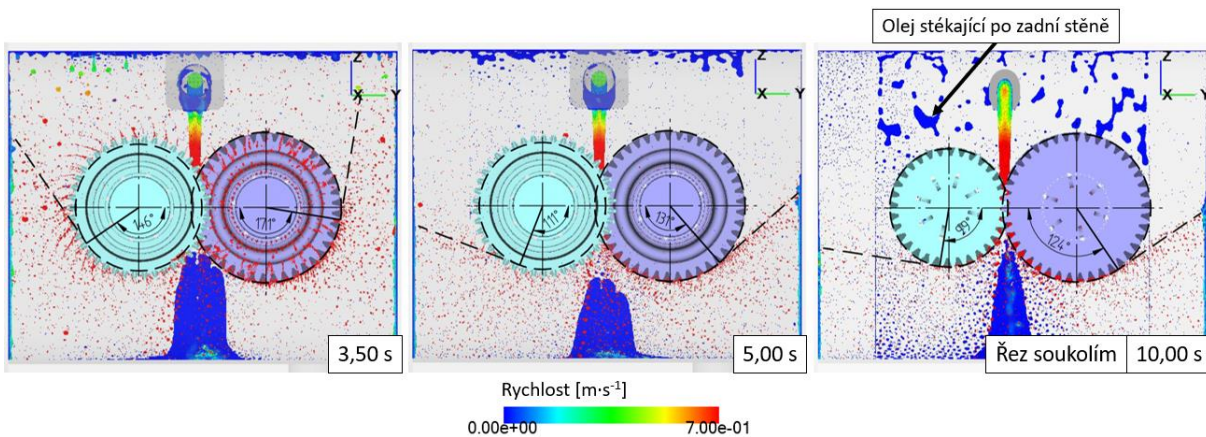 Olej stékající po zadní stěně
Z
X
Y
146°
171°
3,50 s
Z
X
Y
111°
131°
5,00 s
Z
X
Y
99°
124°
Řez soukolím
10,00 s
Rychlost [m·s⁻¹]
0.00e+00
7.00e-01